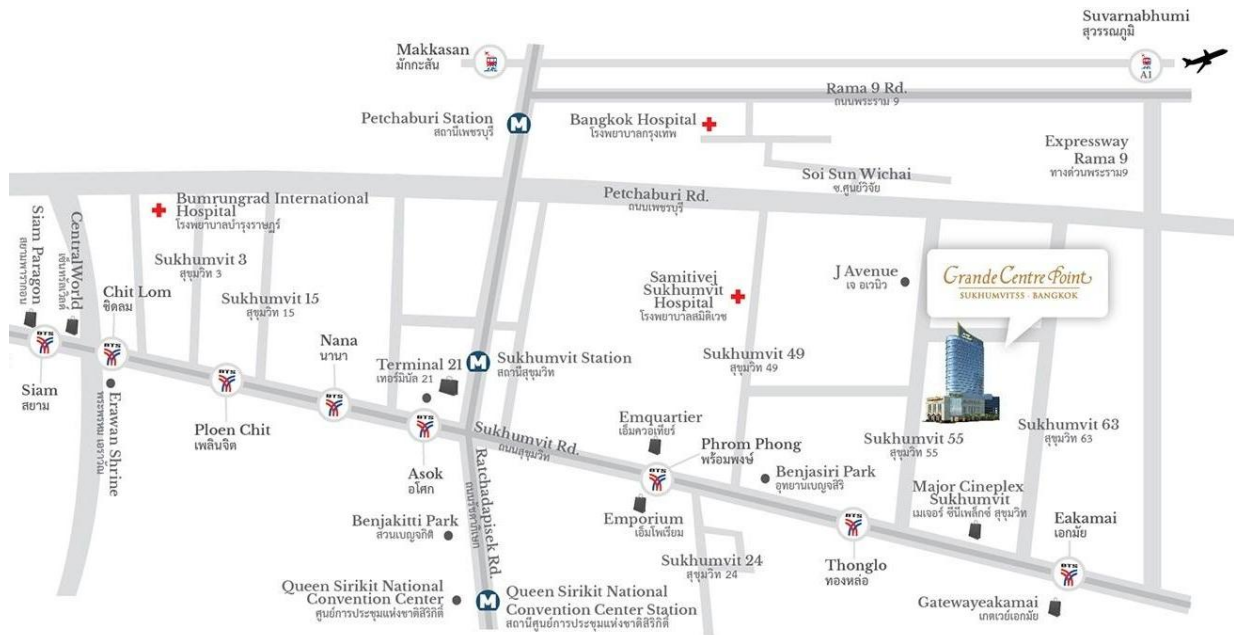 Suvarnabhumi
สุวรรณภูมิ
A1
Makkasan
มักกะสัน
Rama 9 Rd.
ถนนพระราม 9
Petchaburi Station
สถานีเพชรบุรี
Bangkok Hospital
โรงพยาบาลกรุงเทพ
Expressway
Rama 9
ทางด่วนพระราม9
Soi Sun Wichai
ซ.ศูนย์วิจัย
Petchaburi Rd.
ถนนเพชรบุรี
Bumrungrad International
Hospital
โรงพยาบาลบำรุงราษฎร์
Siam Paragon
สยามพารากอน
CentralWorld
เซ็นทรัลเวิลด์
Sukhumvit 3
สุขุมวิท 3
Chit Lom
ชิดลม
Sukhumvit 15
สุขุมวิท 15
Samitivej
Sukhumvit
Hospital
โรงพยาบาลสมิติเวช
J Avenue
เจ อเวนิว
Grande Centre Point
SUKHUMVIT55 · BANGKOK
Nana
นานา
Terminal 21
เทอร์มินัล 21
Sukhumvit Station
สถานีสุขุมวิท
Sukhumvit 49
สุขุมวิท 49
BTS
BTS
BTS
BTS
BTS
BTS
BTS
BTS
M
M
M
Siam
สยาม
Erawan Shrine
พระพรหม เอราวัณ
Ploen Chit
เพลินจิต
Asok
อโศก
Sukhumvit Rd.
ถนนสุขุมวิท
Ratchadapisek Rd.
ถนนรัชดาภิเษก
Emquartier
เอ็มควอเทียร์
Phrom Phong
พร้อมพงษ์
Sukhumvit 55
สุขุมวิท 55
Sukhumvit 63
สุขุมวิท 63
Benjasiri Park
อุทยานเบญจสิริ
Major Cineplex
Sukhumvit
เมเจอร์ ซีนีเพล็กซ์ สุขุมวิท
Benjakitti Park
สวนเบญจกิติ
Emporium
เอ็มโพเรียม
Sukhumvit 24
สุขุมวิท 24
Thonglo
ทองหล่อ
Eakamai
เอกมัย
Queen Sirikit National
Convention Center
ศูนย์การประชุมแห่งชาติสิริกิติ์
Queen Sirikit National
Convention Center Station
สถานีศูนย์การประชุมแห่งชาติสิริกิติ์
Gatewayeakamai
เกตเวย์เอกมัย